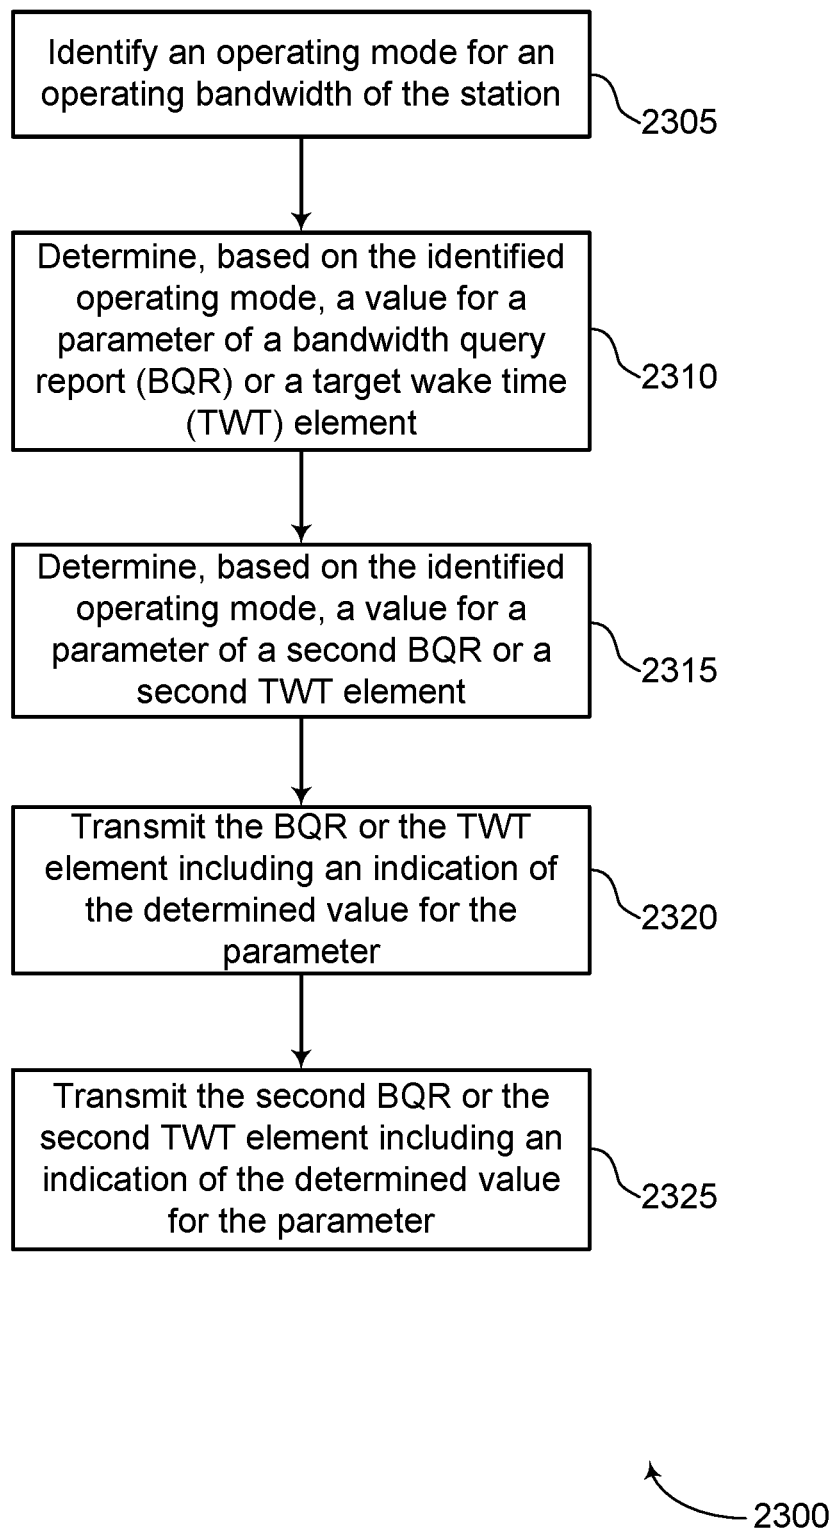 Identify an operating mode for an
operating bandwidth of the station
2305
Determine, based on the identified
operating mode, a value for a
parameter of a bandwidth query
report (BQR) or a target wake time
(TWT) element
2310
Determine, based on the identified
operating mode, a value for a
parameter of a second BQR or a
second TWT element
2315
Transmit the BQR or the TWT
element including an indication of
the determined value for the
parameter
2320
Transmit the second BQR or the
second TWT element including an
indication of the determined value
for the parameter
2325
2300